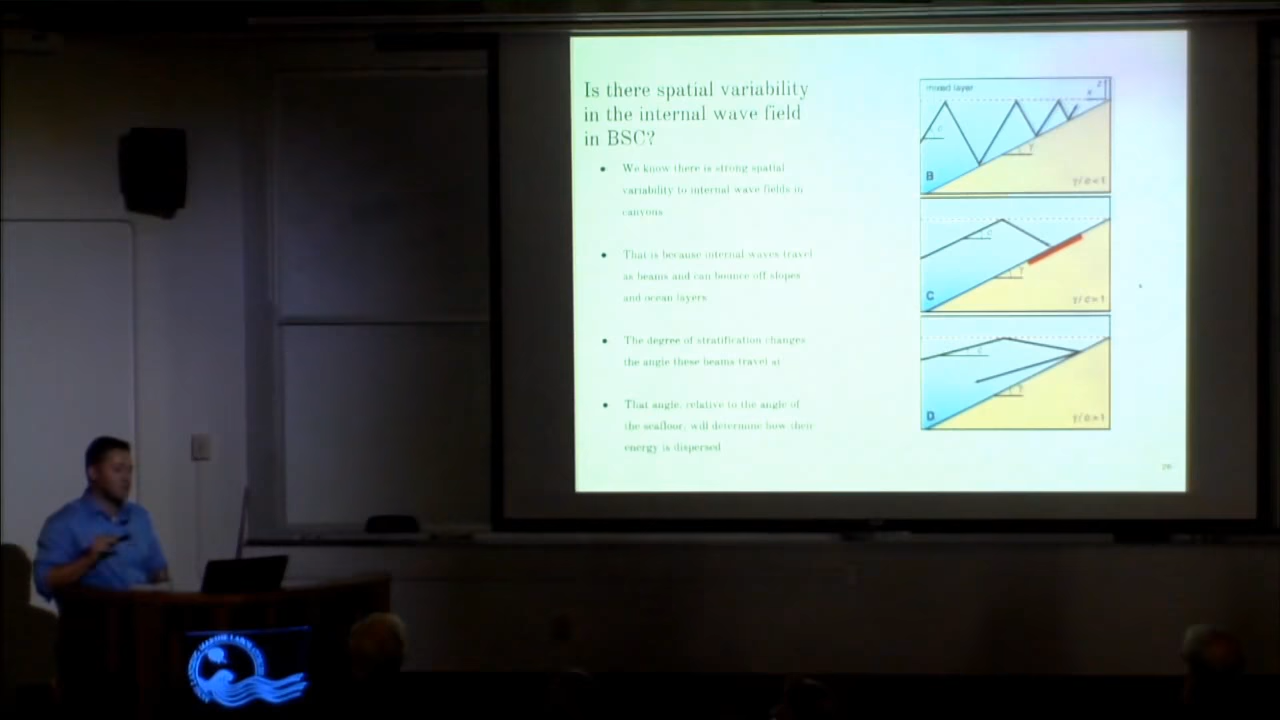 Is there spatial variability
in the internal wave field
in BSC?
• We know there is strong spatial
variability to internal wave fields in
canyons
• That is because internal waves travel
as beams and can bounce off slopes
and ocean layers
• The degree of stratification changes
the angle these beams travel at
• That angle, relative to the angle of
the seafloor, will determine how their
energy is dispersed
mixed layer
z
x
c
γ
B
c
γ
C
c
γ
D
26